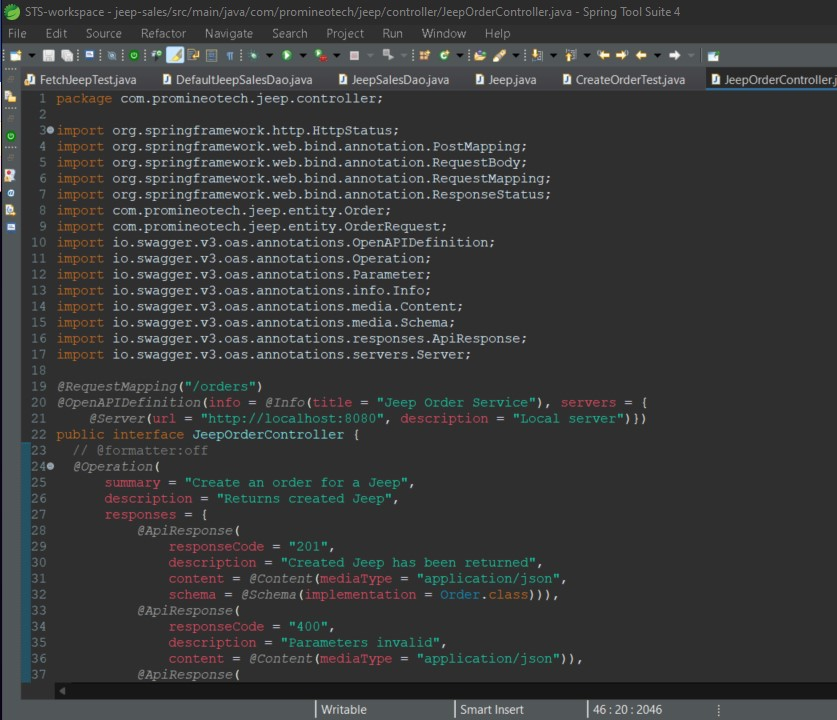 STS-workspace - jeep-sales/src/main/java/com/promineotech/jeep/controller/JeepOrderController.java - Spring Tool Suite 4
File Edit Source Refactor Navigate Search Project Run Window Help
FetchJeepTest.java DefaultJeepSalesDao.java JeepSalesDao.java Jeep.java CreateOrderTest.java JeepOrderController.j
1 package com.promineotech.jeep.controller;
2
3 import org.springframework.http.HttpStatus;
4 import org.springframework.web.bind.annotation.PostMapping;
5 import org.springframework.web.bind.annotation.RequestBody;
6 import org.springframework.web.bind.annotation.RequestMapping;
7 import org.springframework.web.bind.annotation.ResponseStatus;
8 import com.promineotech.jeep.entity.Order;
9 import com.promineotech.jeep.entity.OrderRequest;
10 import io.swagger.v3.oas.annotations.OpenAPIDefinition;
11 import io.swagger.v3.oas.annotations.Operation;
12 import io.swagger.v3.oas.annotations.Parameter;
13 import io.swagger.v3.oas.annotations.info.Info;
14 import io.swagger.v3.oas.annotations.media.Content;
15 import io.swagger.v3.oas.annotations.media.Schema;
16 import io.swagger.v3.oas.annotations.responses.ApiResponse;
17 import io.swagger.v3.oas.annotations.servers.Server;
18
19 @RequestMapping("/orders")
20 @OpenAPIDefinition(info = @Info(title = "Jeep Order Service"), servers = {
21 @Server(url = "http://localhost:8080", description = "Local server")})
22 public interface JeepOrderController {
23 // @formatter:off
24 @Operation(
25 summary = "Create an order for a Jeep",
26 description = "Returns created Jeep",
27 responses = {
28 @ApiResponse(
29 responseCode = "201",
30 description = "Created Jeep has been returned",
31 content = @Content(mediaType = "application/json",
32 schema = @Schema(implementation = Order.class))),
33 @ApiResponse(
34 responseCode = "400",
35 description = "Parameters invalid",
36 content = @Content(mediaType = "application/json")),
37 @ApiResponse(
Writable Smart Insert 46 : 20 : 2046